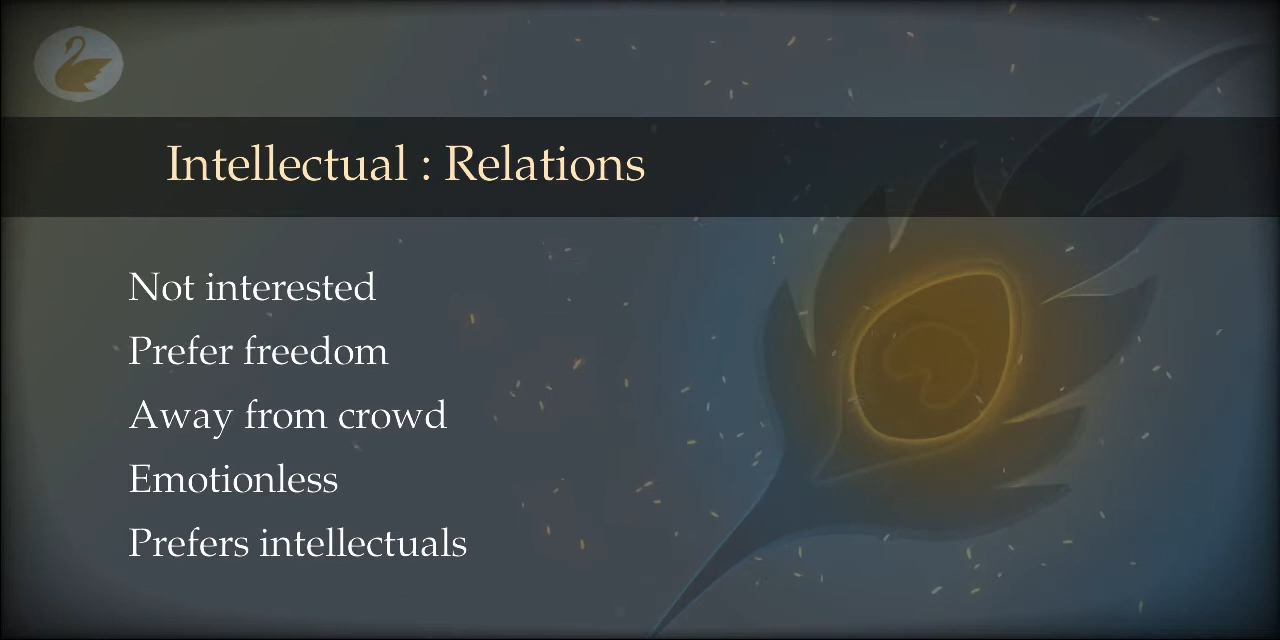 Intellectual : Relations
Not interested
Prefer freedom
Away from crowd
Emotionless
Prefers intellectuals